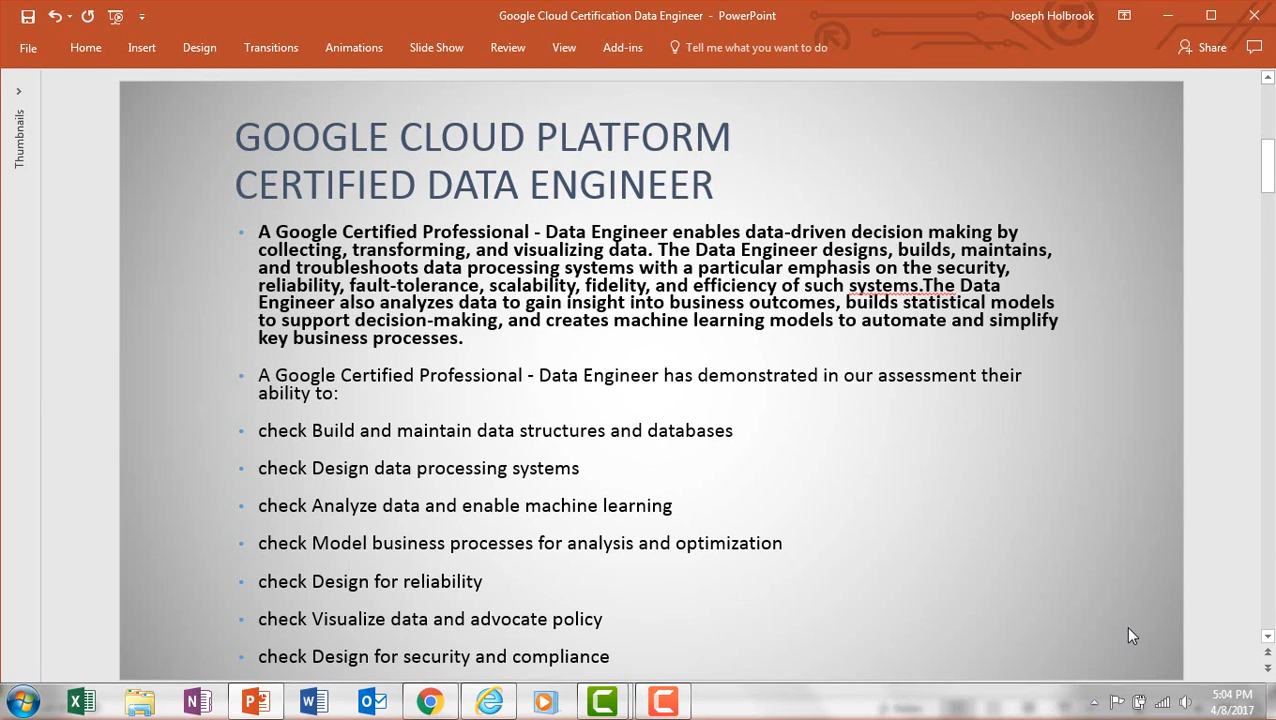 Google Cloud Certification Data Engineer - PowerPoint
Joseph Holbrook
File Home Insert Design Transitions Animations Slide Show Review View Add-ins Tell me what you want to do Share
Thumbnails
GOOGLE CLOUD PLATFORM
CERTIFIED DATA ENGINEER
• A Google Certified Professional - Data Engineer enables data-driven decision making by
collecting, transforming, and visualizing data. The Data Engineer designs, builds, maintains,
and troubleshoots data processing systems with a particular emphasis on the security,
reliability, fault-tolerance, scalability, fidelity, and efficiency of such systems.The Data
Engineer also analyzes data to gain insight into business outcomes, builds statistical models
to support decision-making, and creates machine learning models to automate and simplify
key business processes.
• A Google Certified Professional - Data Engineer has demonstrated in our assessment their
ability to:
• check Build and maintain data structures and databases
• check Design data processing systems
• check Analyze data and enable machine learning
• check Model business processes for analysis and optimization
• check Design for reliability
• check Visualize data and advocate policy
• check Design for security and compliance
5:04 PM
4/8/2017